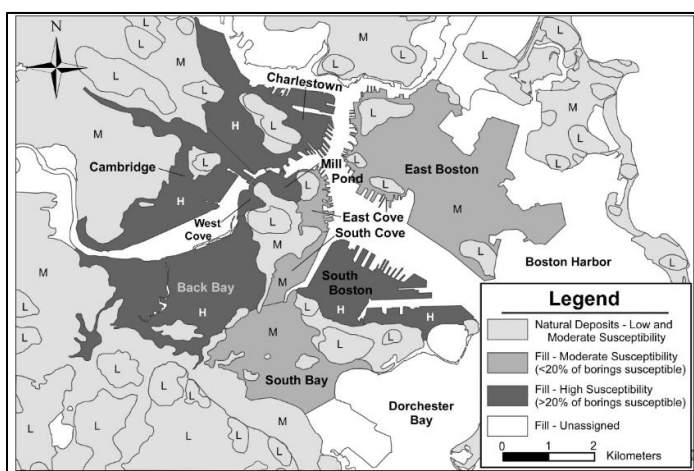 N
L
M
L
L
M
L
L
L
L
Charlestown
M
H
L
L
L
M
L
Cambridge
L
Mill
Pond
L
L
East Boston
L
H
West
Cove
East Cove
L
M
L
South Cove
M
L
Boston Harbor
M
Back Bay
M
South
Boston
H
H
H
L
M
L
L
M
South Bay
L
L
L
L
M
L
L
L
L
Dorchester
Bay
Legend
Natural Deposits - Low and
Moderate Susceptibility
Fill - Moderate Susceptibility
(<20% of borings susceptible)
Fill - High Susceptibility
(>20% of borings susceptible)
Fill - Unassigned
0 1 2
Kilometers